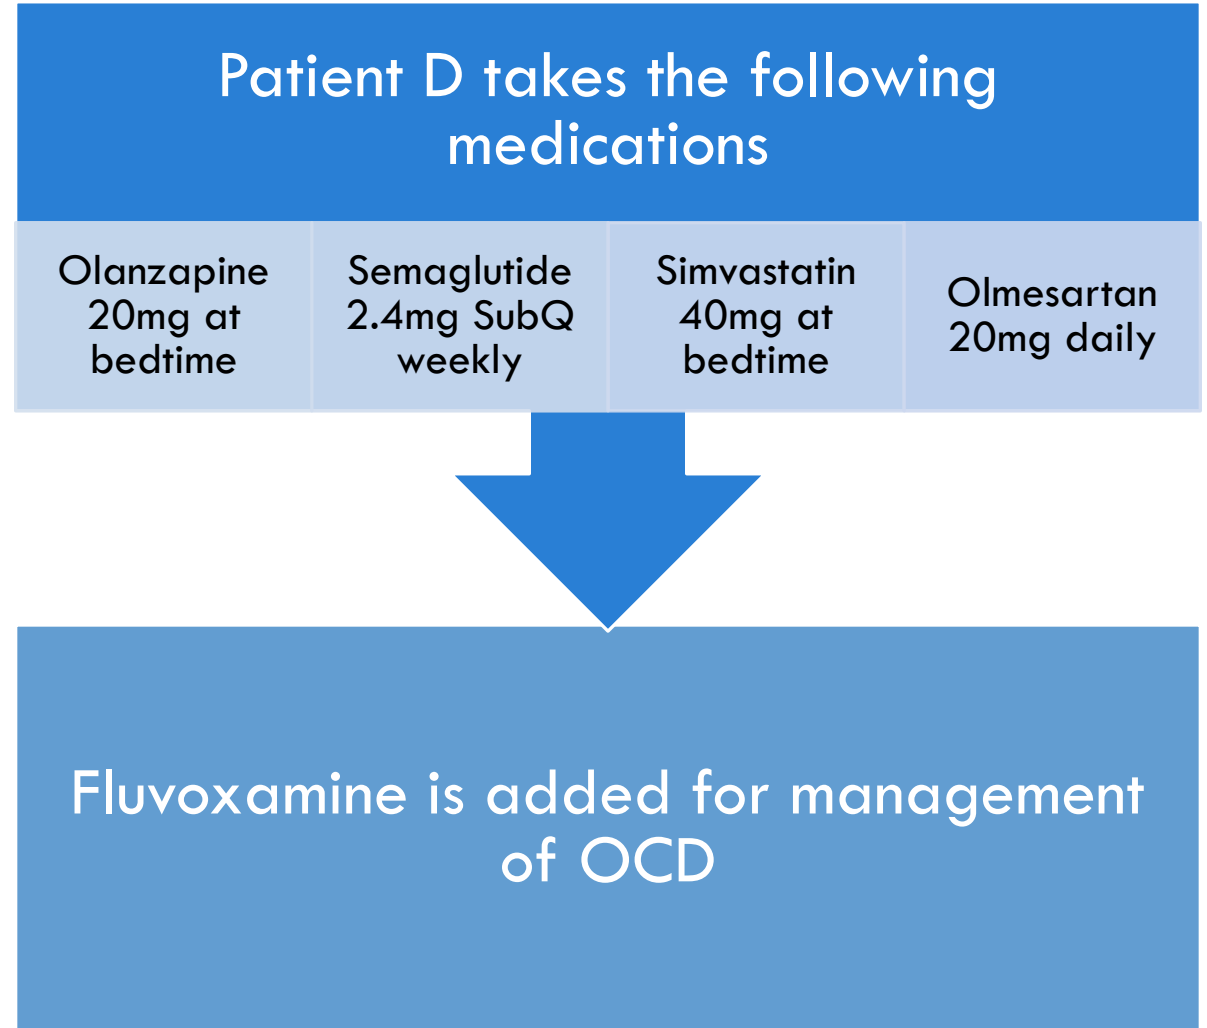 Patient D takes the following
medications
Olanzapine
20mg at
bedtime
Semaglutide
2.4mg SubQ
weekly
Simvastatin
40mg at
bedtime
Olmesartan
20mg daily
Fluvoxamine is added for management
of OCD